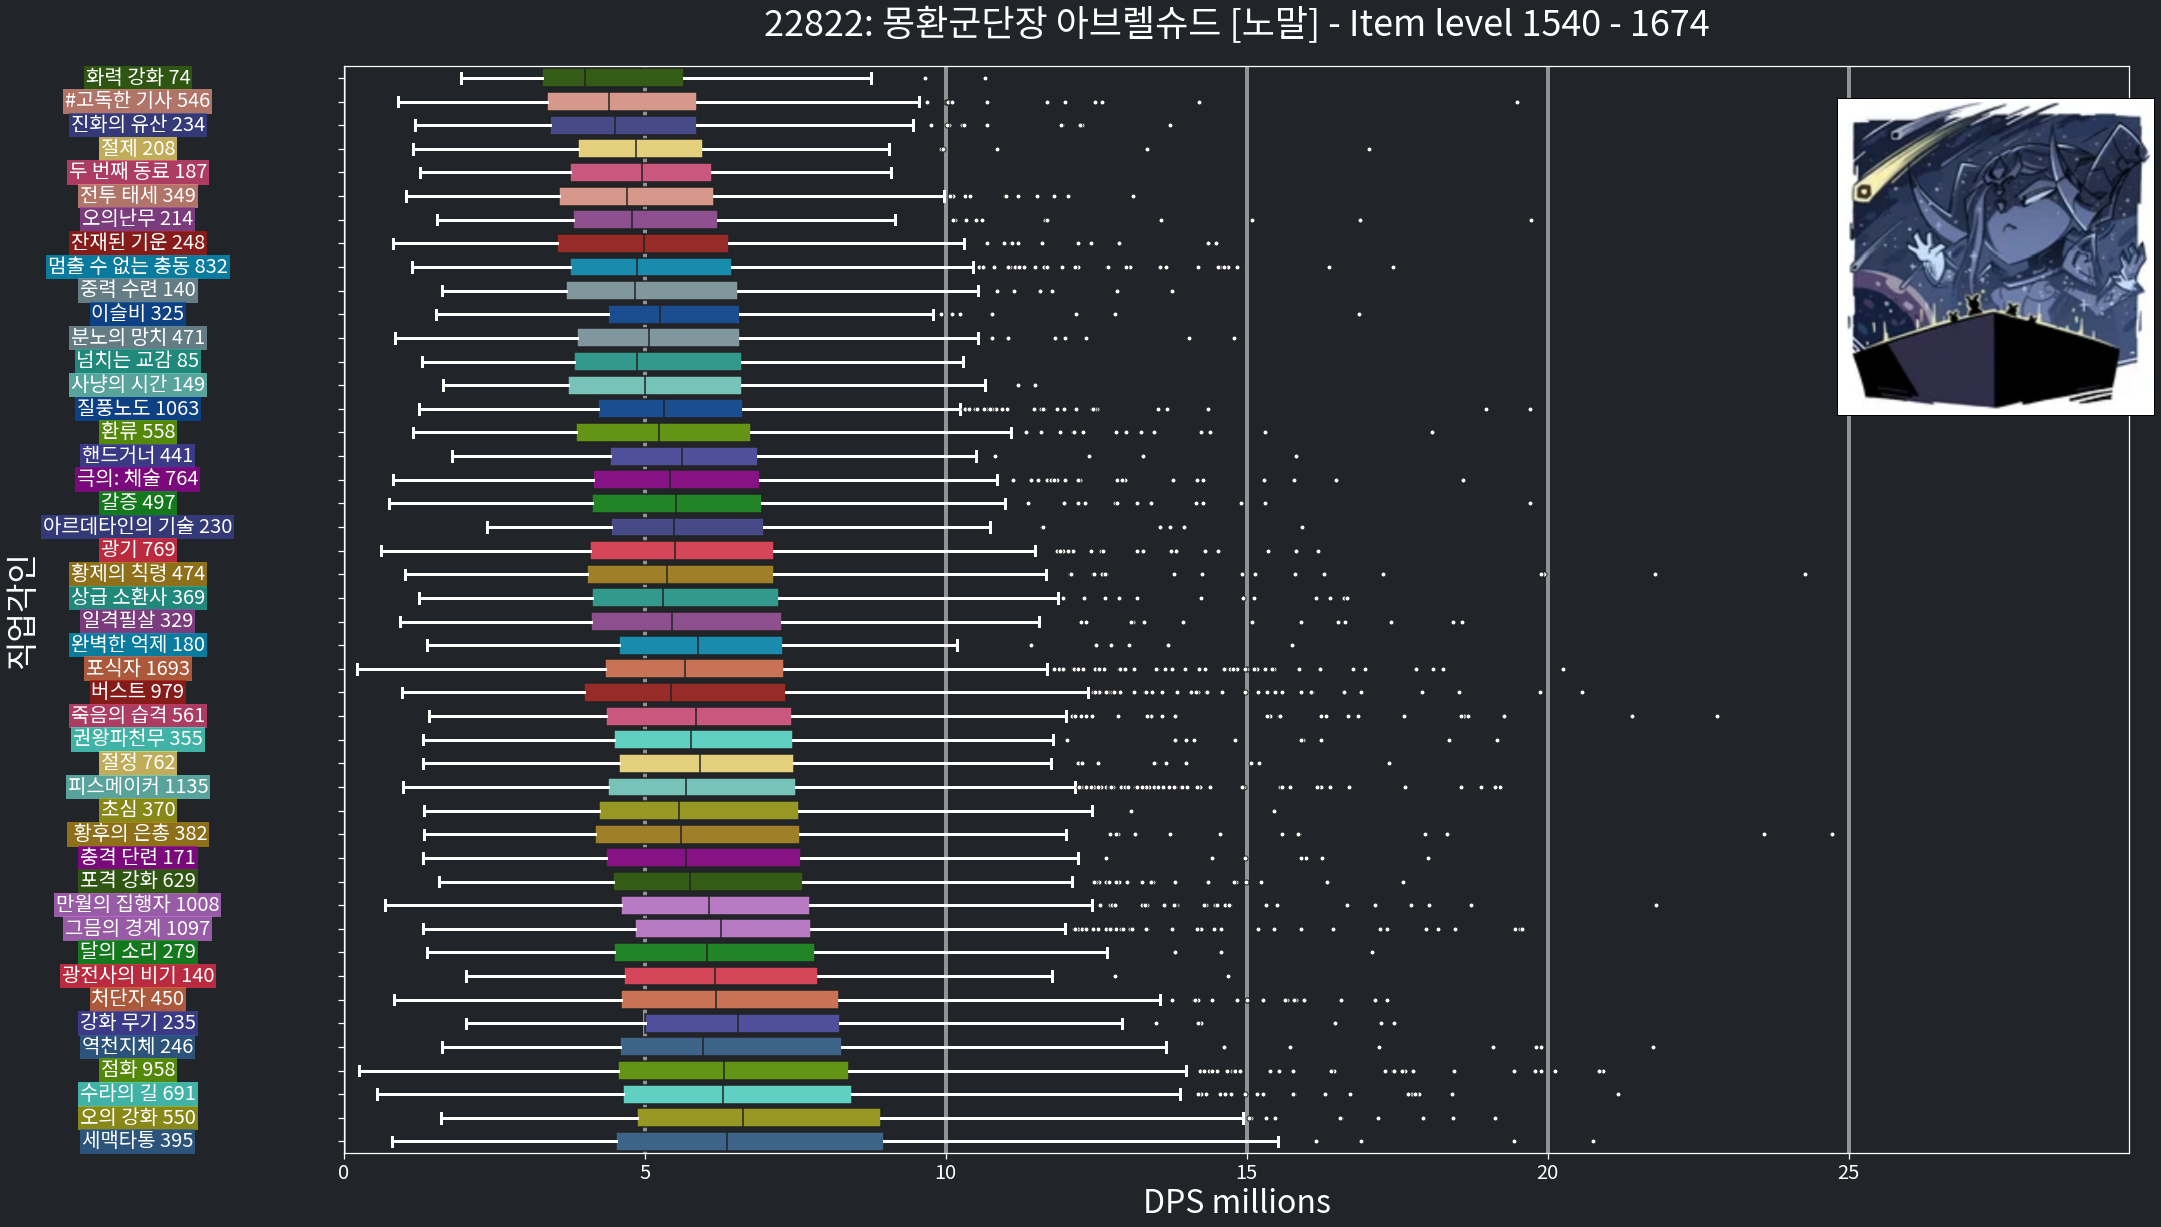 22822: 몽환군단장 아브렐슈드 [노말] - Item level 1540 - 1674
직업각인
화력 강화 74
#고독한 기사 546
진화의 유산 234
절제 208
두 번째 동료 187
전투 태세 349
오의난무 214
잔재된 기운 248
멈출 수 없는 충동 832
중력 수련 140
이슬비 325
분노의 망치 471
넘치는 교감 85
사냥의 시간 149
질풍노도 1063
환류 558
핸드거너 441
극의: 체술 764
갈증 497
아르데타인의 기술 230
광기 769
황제의 칙령 474
상급 소환사 369
일격필살 329
완벽한 억제 180
포식자 1693
버스트 979
죽음의 습격 561
권왕파천무 355
절정 762
피스메이커 1135
초심 370
황후의 은총 382
충격 단련 171
포격 강화 629
만월의 집행자 1008
그믐의 경계 1097
달의 소리 279
광전사의 비기 140
처단자 450
강화 무기 235
역천지체 246
점화 958
수라의 길 691
오의 강화 550
세맥타통 395
0 5 10 15 20 25
DPS millions